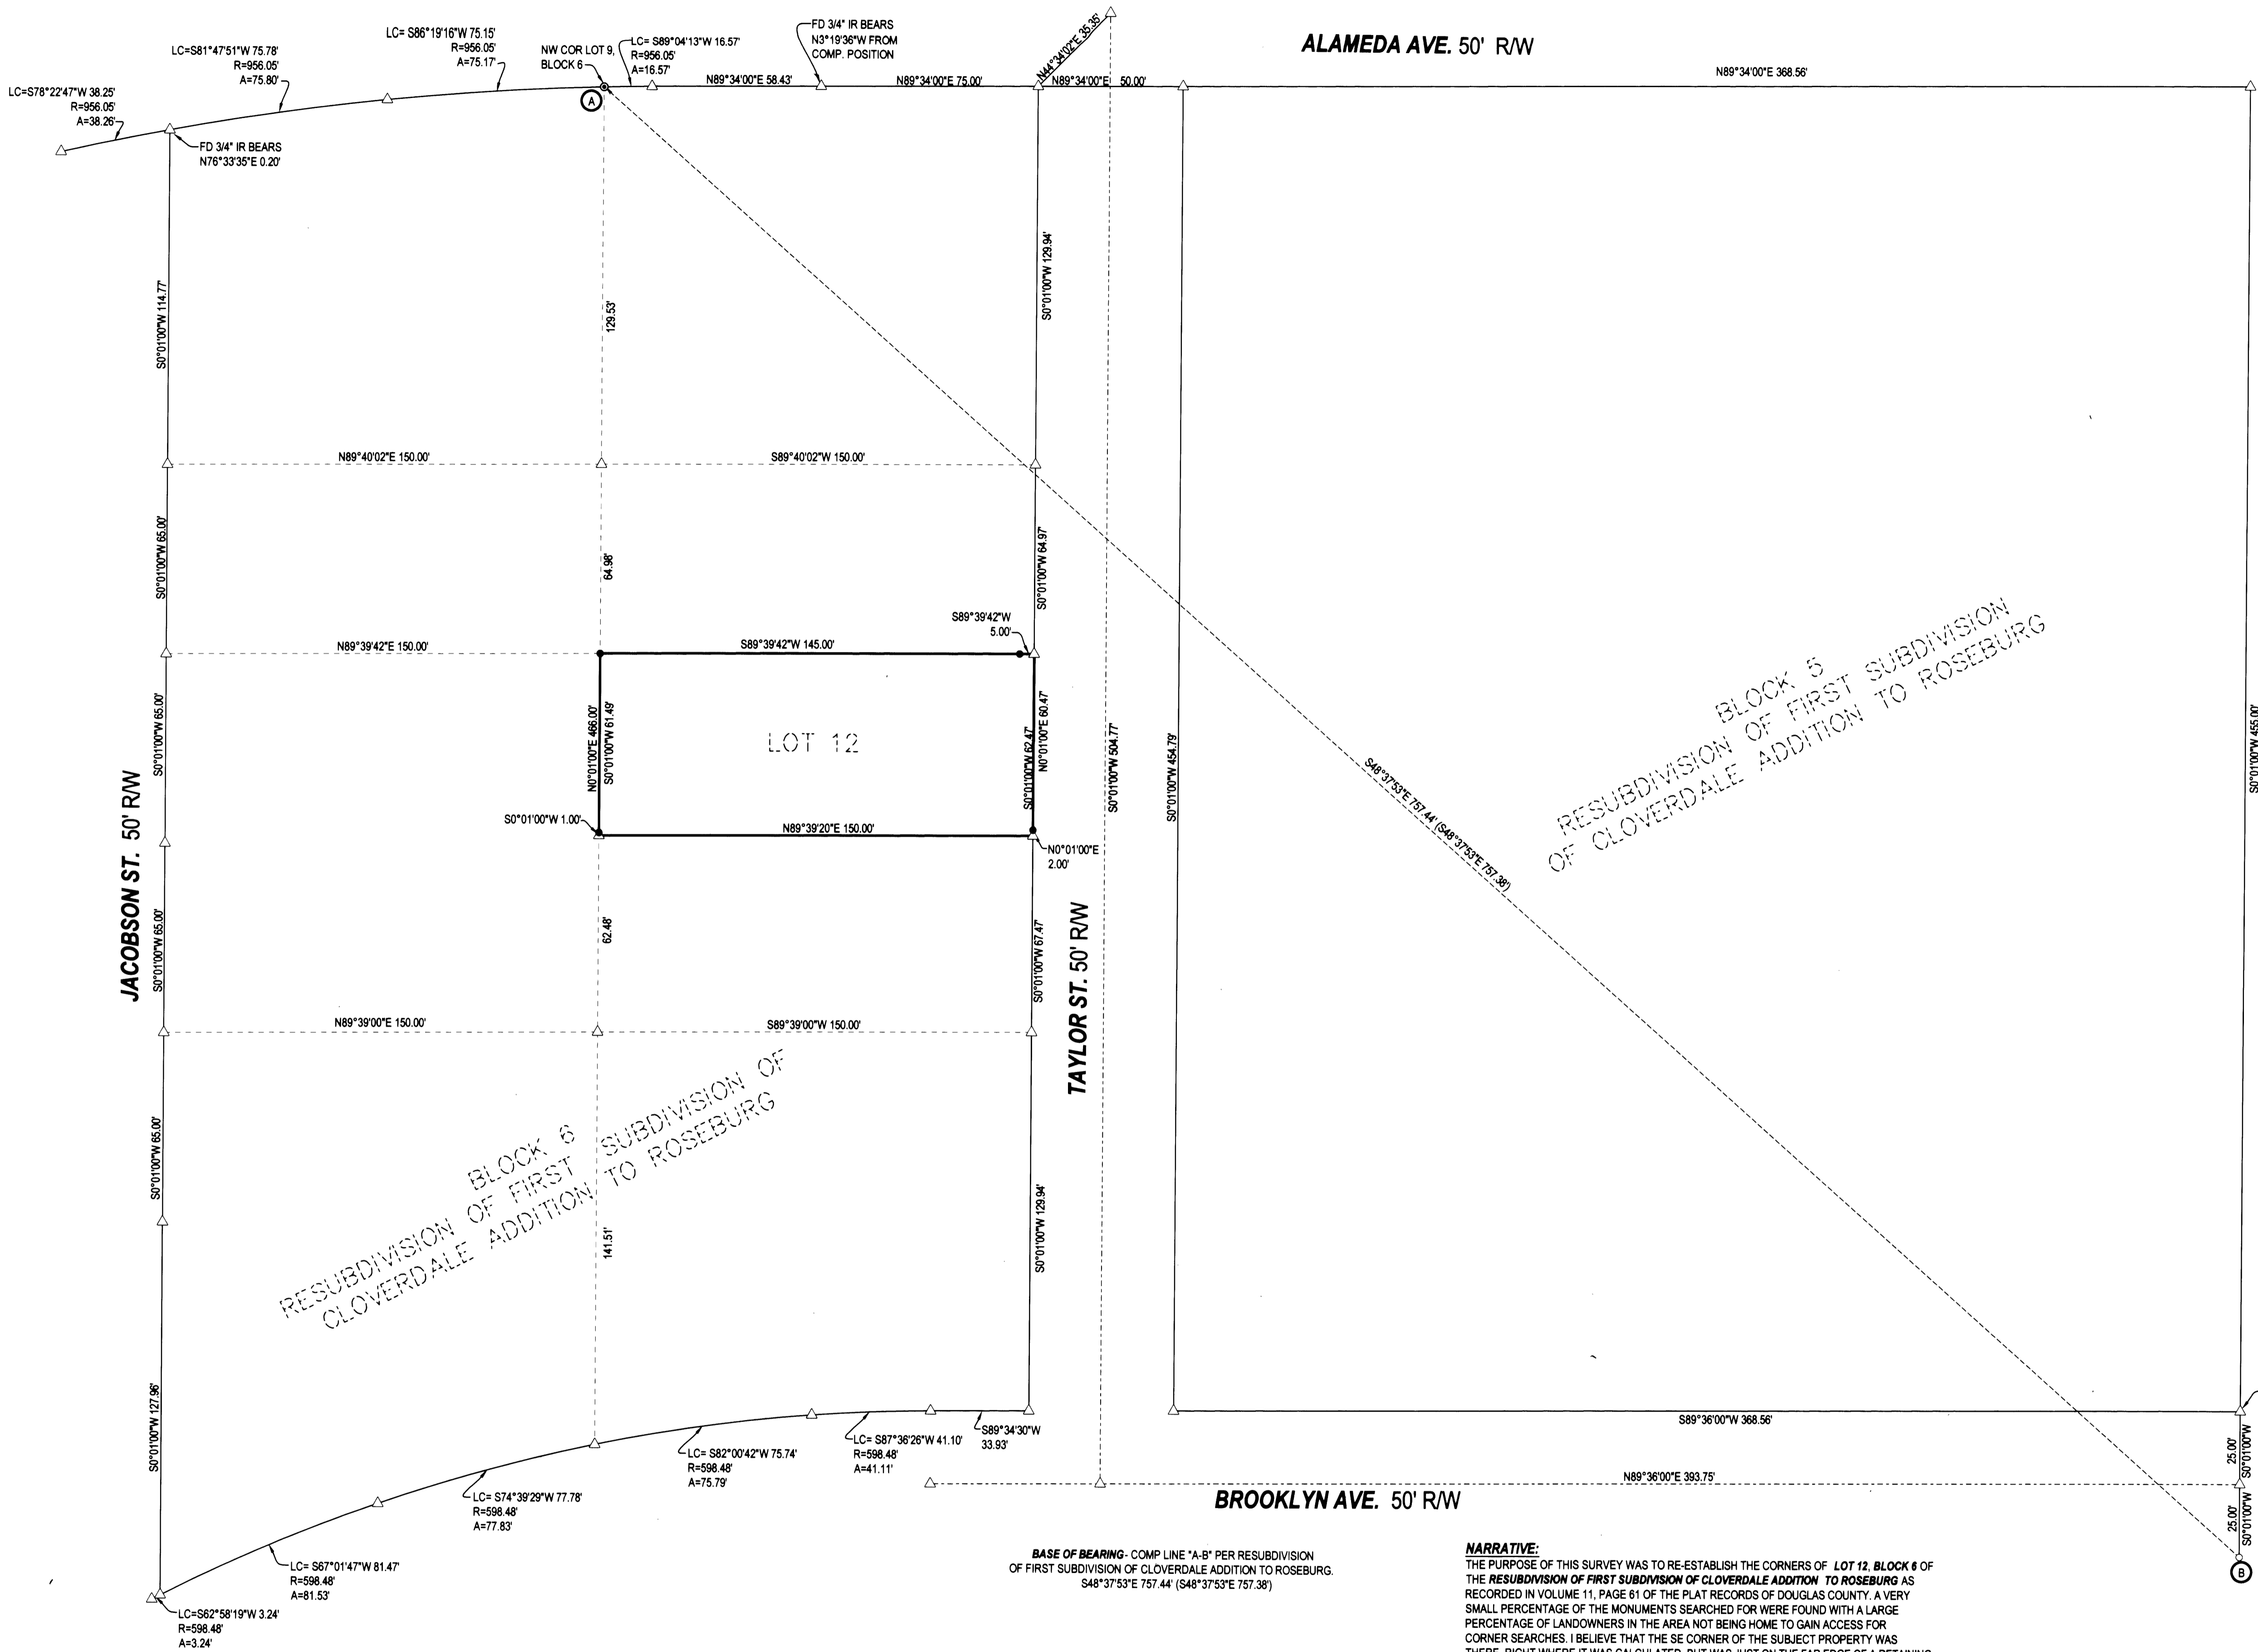 LC=S78°22'47"W 38.25'
R=956.05'
A=38.26'
LC=S81°47'51"W 75.78'
R=956.05'
A=75.80'
LC= S86°19'16"W 75.15'
R=956.05'
A=75.17'
NW COR LOT 9,
BLOCK 6
LC= S89°04'13"W 16.57'
R=956.05'
A=16.57'
FD 3/4" IR BEARS
N3°19'36"W FROM
COMP. POSITION
N44°34'02"E 35.35'
ALAMEDA AVE. 50' R/W
A
N89°34'00"E 58.43'
N89°34'00"E 75.00'
N89°34'00"E 50.00'
N89°34'00"E 368.56'
FD 3/4" IR BEARS
N76°33'35"E 0.20'
S0°01'00"W 114.77'
129.53'
S0°01'00"W 129.94'
N89°40'02"E 150.00'
S89°40'02"W 150.00'
S0°01'00"W 65.00'
64.98'
S0°01'00"W 64.97'
N89°39'42"E 150.00'
S89°39'42"W 145.00'
S89°39'42"W
5.00'
S0°01'00"W 65.00'
N0°01'00"E 466.00'
S0°01'00"W 61.49'
LOT 12
S0°01'00"W 62.47'
N0°01'00"E 60.47'
S0°01'00"W 504.77'
S0°01'00"W 454.79'
S48°37'53"E 757.44' (S48°37'53"E 757.38')
BLOCK 5
RESUBDIVISION OF FIRST SUBDIVISION
OF CLOVERDALE ADDITION TO ROSEBURG
S0°01'00"W 455.00'
S0°01'00"W 1.00'
N89°39'20"E 150.00'
N0°01'00"E
2.00'
JACOBSON ST. 50' R/W
S0°01'00"W 65.00'
62.48'
S0°01'00"W 67.47'
TAYLOR ST. 50' R/W
N89°39'00"E 150.00'
S89°39'00"W 150.00'
S0°01'00"W 65.00'
BLOCK 6
RESUBDIVISION OF FIRST SUBDIVISION OF
CLOVERDALE ADDITION TO ROSEBURG
141.51'
S0°01'00"W 129.94'
S0°01'00"W 127.96'
S89°34'30"W
33.93'
LC= S87°36'26"W 41.10'
R=598.48'
A=41.11'
LC= S82°00'42"W 75.74'
R=598.48'
A=75.79'
LC= S74°39'29"W 77.78'
R=598.48'
A=77.83'
LC= S67°01'47"W 81.47'
R=598.48'
A=81.53'
LC=S62°58'19"W 3.24'
R=598.48'
A=3.24'
S89°36'00"W 368.56'
25.00'
S0°01'00"W
N89°36'00"E 393.75'
BROOKLYN AVE. 50' R/W
25.00'
S0°01'00"W
B
BASE OF BEARING- COMP LINE "A-B" PER RESUBDIVISION
OF FIRST SUBDIVISION OF CLOVERDALE ADDITION TO ROSEBURG.
S48°37'53"E 757.44' (S48°37'53"E 757.38')
NARRATIVE:
THE PURPOSE OF THIS SURVEY WAS TO RE-ESTABLISH THE CORNERS OF LOT 12, BLOCK 6 OF
THE RESUBDIVISION OF FIRST SUBDIVISION OF CLOVERDALE ADDITION TO ROSEBURG AS
RECORDED IN VOLUME 11, PAGE 61 OF THE PLAT RECORDS OF DOUGLAS COUNTY. A VERY
SMALL PERCENTAGE OF THE MONUMENTS SEARCHED FOR WERE FOUND WITH A LARGE
PERCENTAGE OF LANDOWNERS IN THE AREA NOT BEING HOME TO GAIN ACCESS FOR
CORNER SEARCHES. I BELIEVE THAT THE SE CORNER OF THE SUBJECT PROPERTY WAS
THERE, RIGHT WHERE IT WAS CALCULATED, BUT WAS JUST ON THE FAR EDGE OF A RETAINING